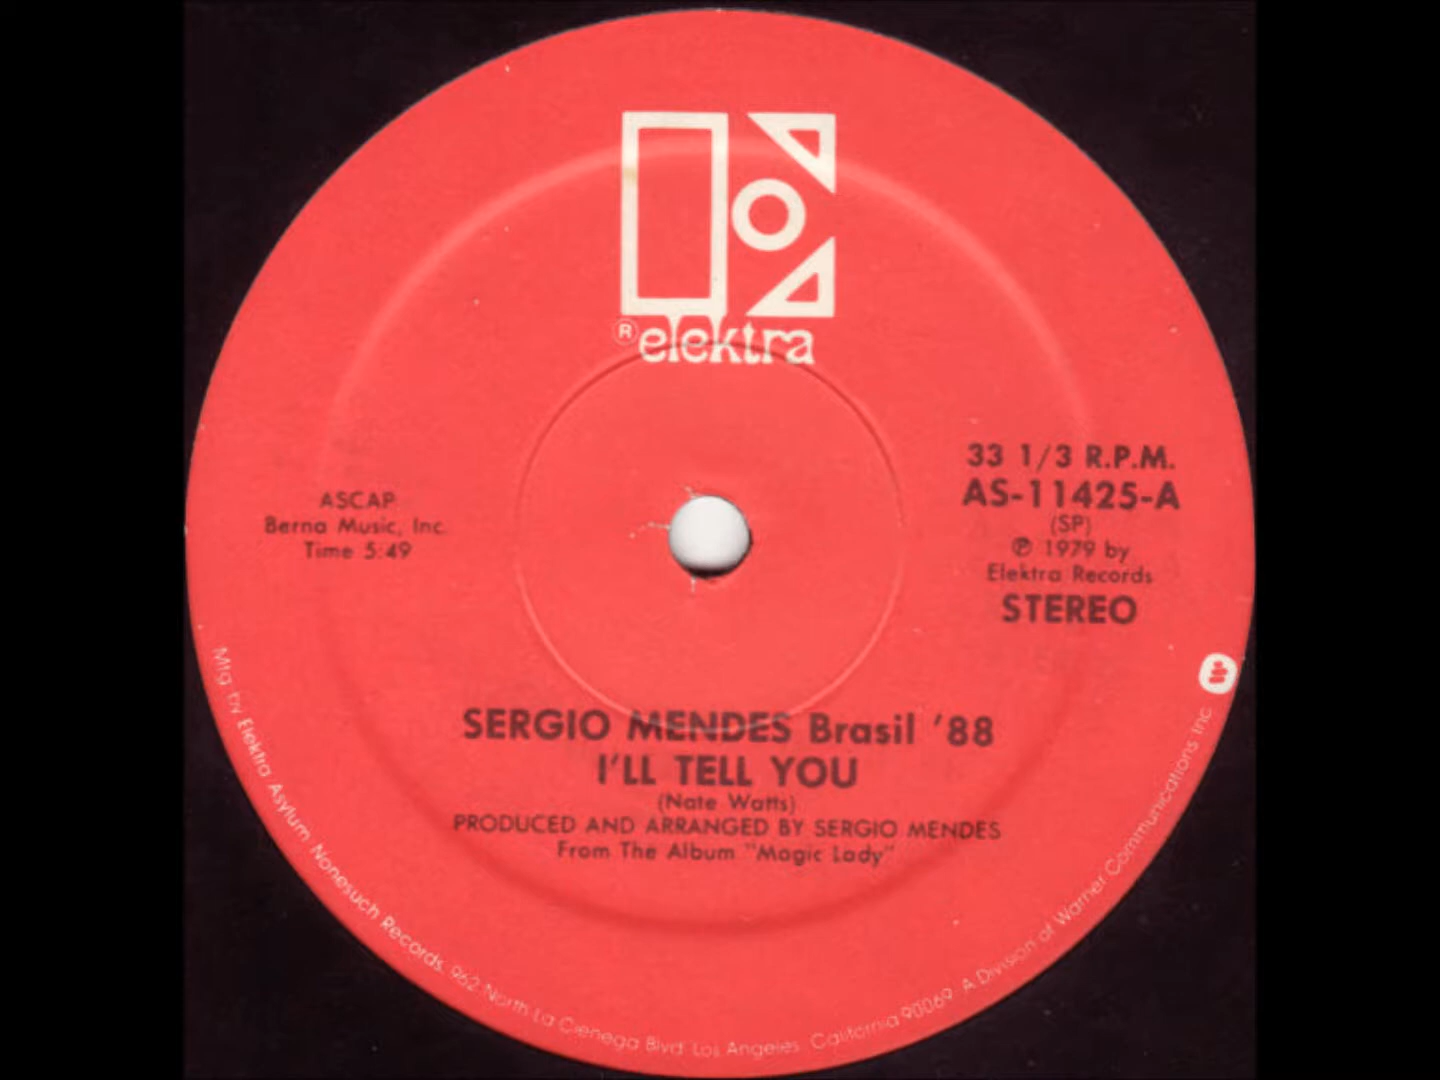 ® elektra
33 1/3 R.P.M.
AS-11425-A
(SP)
℗ 1979 by
Elektra Records
STEREO
ASCAP
Berna Music, Inc.
Time 5:49
SERGIO MENDES Brasil '88
I'LL TELL YOU
(Nate Watts)
PRODUCED AND ARRANGED BY SERGIO MENDES
From The Album "Magic Lady"
Mfg by Elektra Asylum Nonesuch Records, 962 North La Cienega Blvd. Los Angeles, California 90069. A Division of Warner Communications Inc.